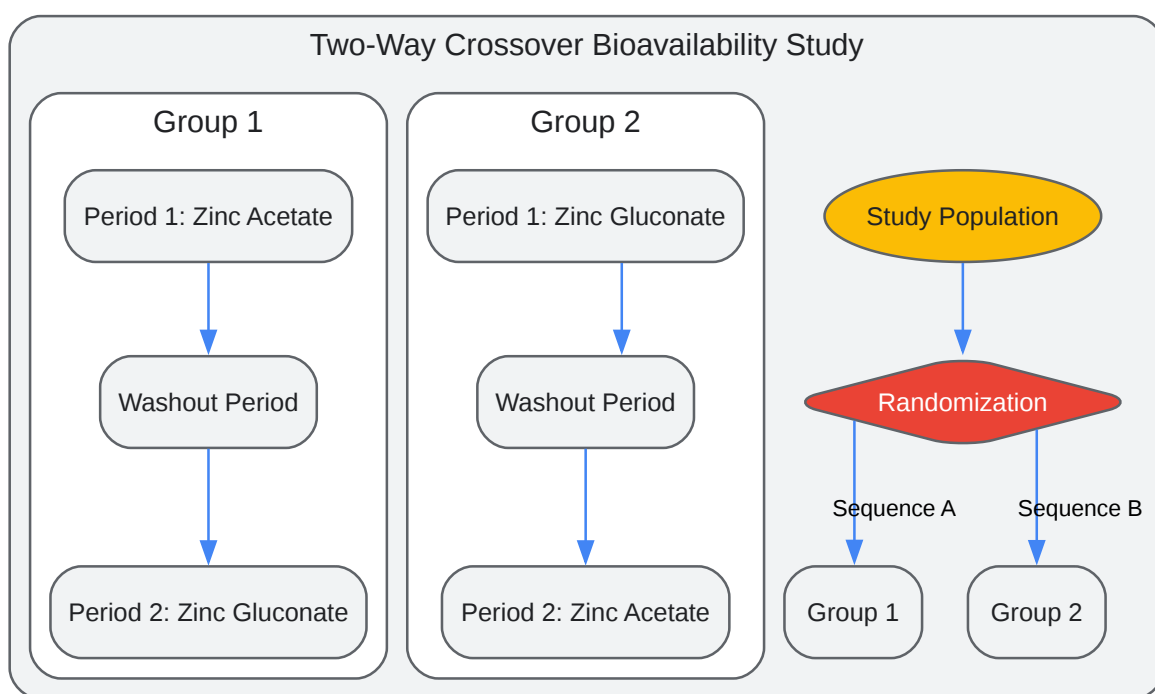 Two-Way Crossover Bioavailability Study
Group 1
Period 1: Zinc Acetate
Washout Period
Period 2: Zinc Gluconate
Group 2
Period 1: Zinc Gluconate
Washout Period
Period 2: Zinc Acetate
Study Population
Randomization
Sequence A
Sequence B
Group 1
Group 2